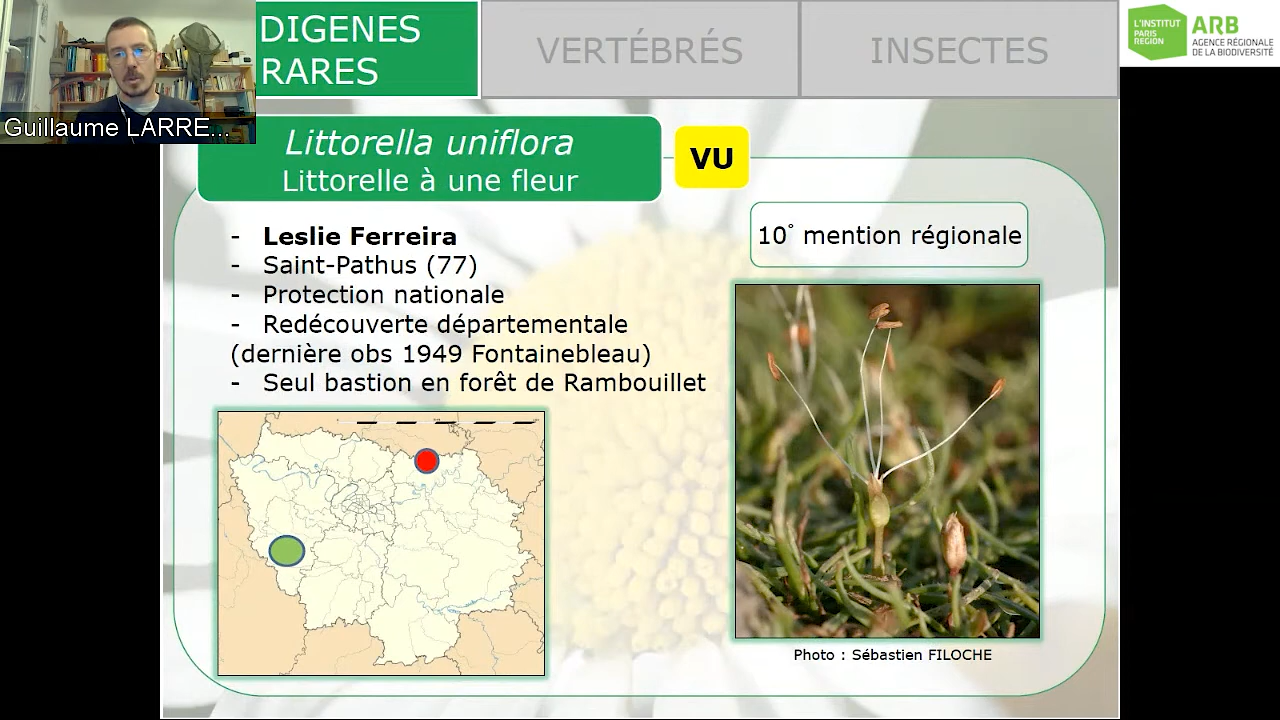 DIGENES
RARES
VERTÉBRÉS
INSECTES
L'INSTITUT
PARIS
REGION
ARB
AGENCE RÉGIONALE
DE LA BIODIVERSITÉ
Guillaume LARRE...
Littorella uniflora
Littorelle à une fleur
VU
- Leslie Ferreira
- Saint-Pathus (77)
- Protection nationale
- Redécouverte départementale
(dernière obs 1949 Fontainebleau)
- Seul bastion en forêt de Rambouillet
10° mention régionale
Photo : Sébastien FILOCHE